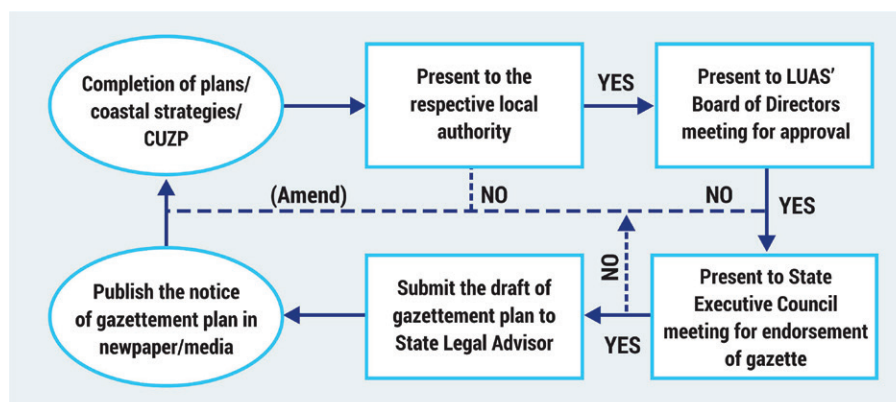 Completion of plans/
coastal strategies/
CUZP
Present to the
respective local
authority
YES
Present to LUAS’
Board of Directors
meeting for approval
(Amend)
NO
NO
YES
Publish the notice
of gazettement plan in
newpaper/media
Submit the draft of
gazettement plan to
State Legal Advisor
NO
YES
Present to State
Executive Council
meeting for endorsement
of gazette